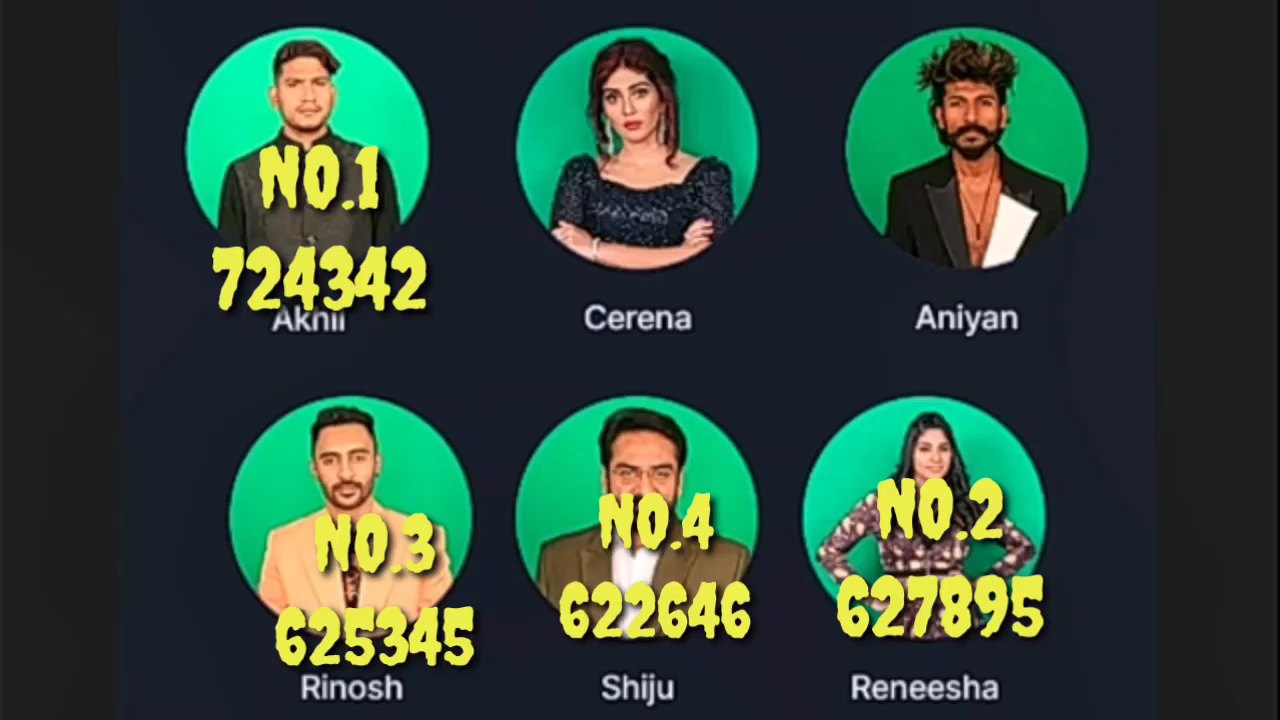 NO.1
724342
Akhil
Cerena
Aniyan
NO.3
625345
Rinosh
NO.4
622646
Shiju
NO.2
627895
Reneesha